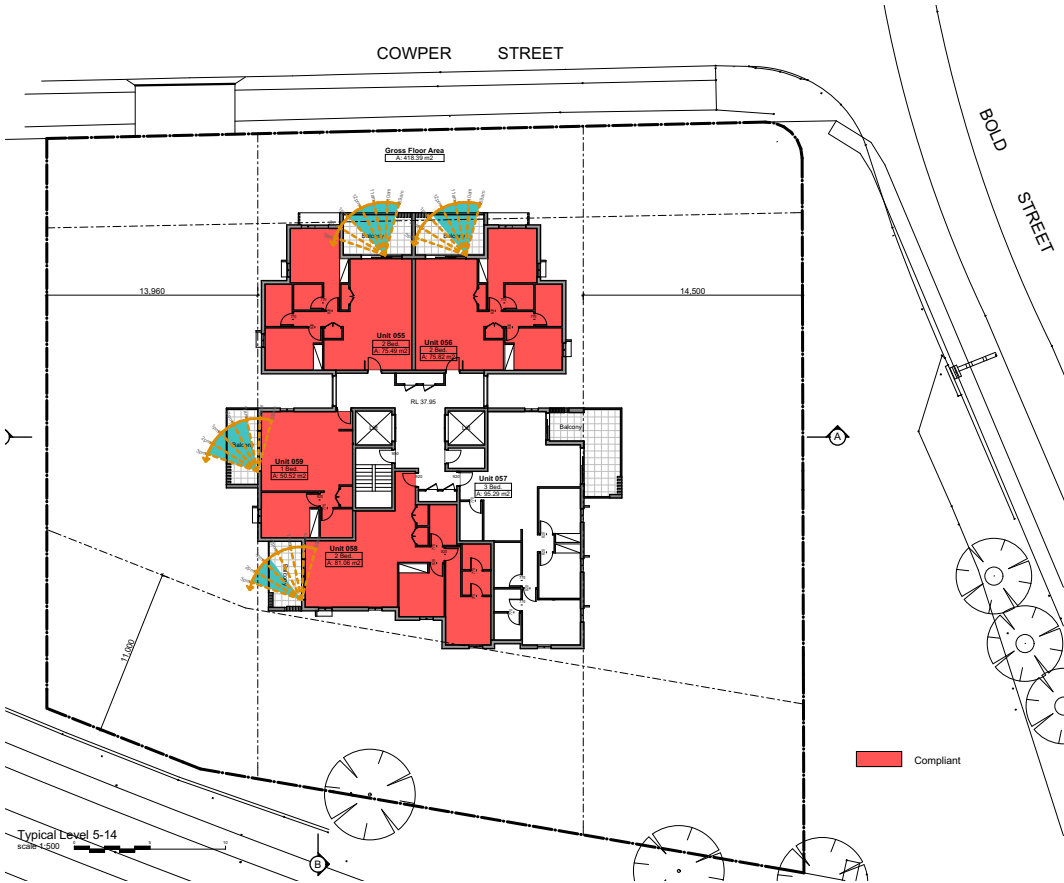 COWPER STREET
BOLD
STREET
Gross Floor Area
A: 418.39 m2
13,960
14,500
Unit 055
2 Bed.
A: 75.49 m2
Unit 056
2 Bed.
A: 75.82 m2
RL 37.95
Balcony
A
Unit 059
1 Bed.
A: 50.52 m2
Unit 057
3 Bed.
A: 95.29 m2
Unit 058
2 Bed.
A: 81.06 m2
11,000
Compliant
Typical Level 5-14
scale 1:500
B